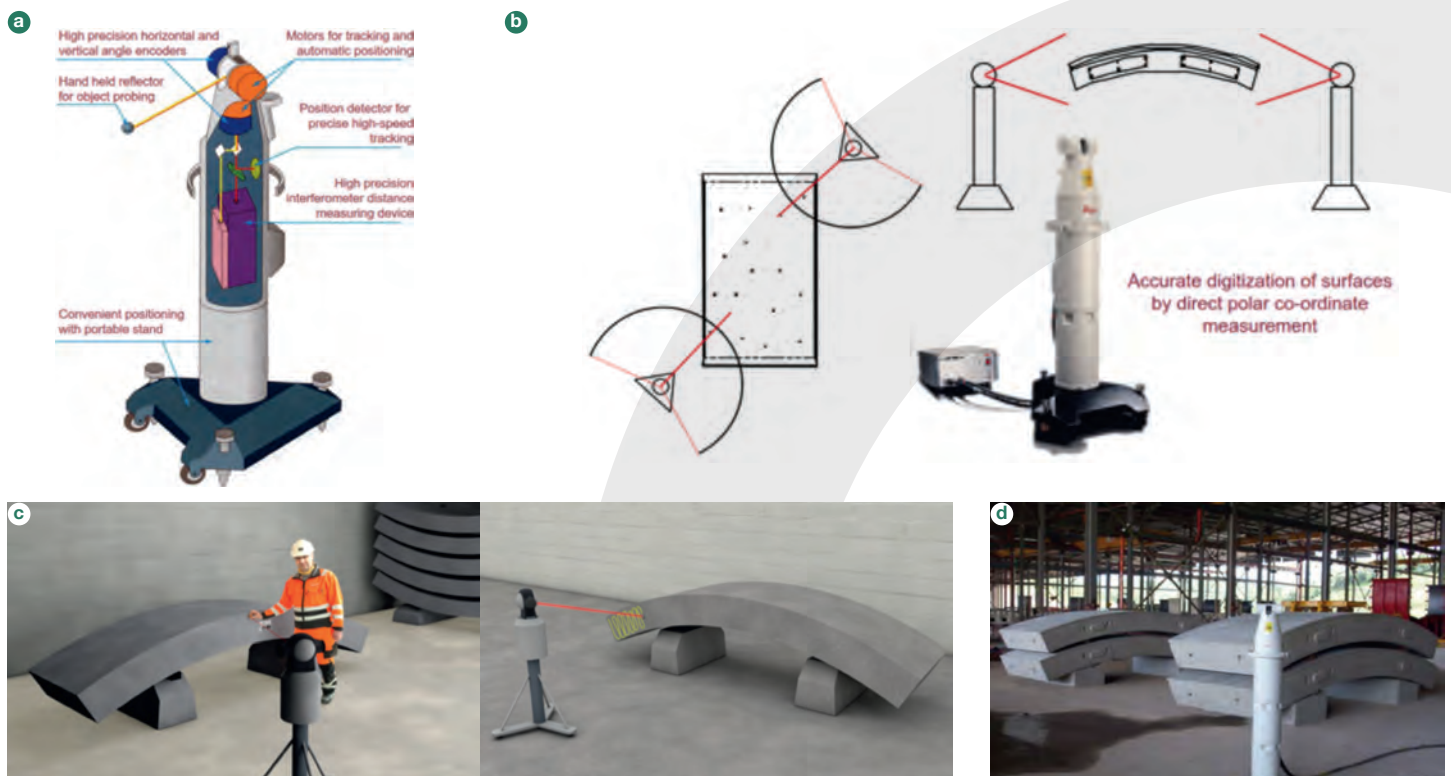 a
High precision horizontal and
vertical angle encoders
Motors for tracking and
automatic positioning
Hand held reflector
for object probing
Position detector for
precise high-speed
tracking
High precision
interferometer distance
measuring device
Convenient positioning
with portable stand
b
Accurate digitization of surfaces
by direct polar co-ordinate
measurement
c
d